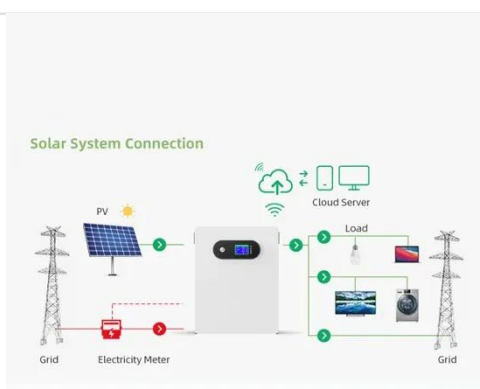 Solar System Connection
Cloud Server
PV
Load
Grid
Electricity Meter
Grid